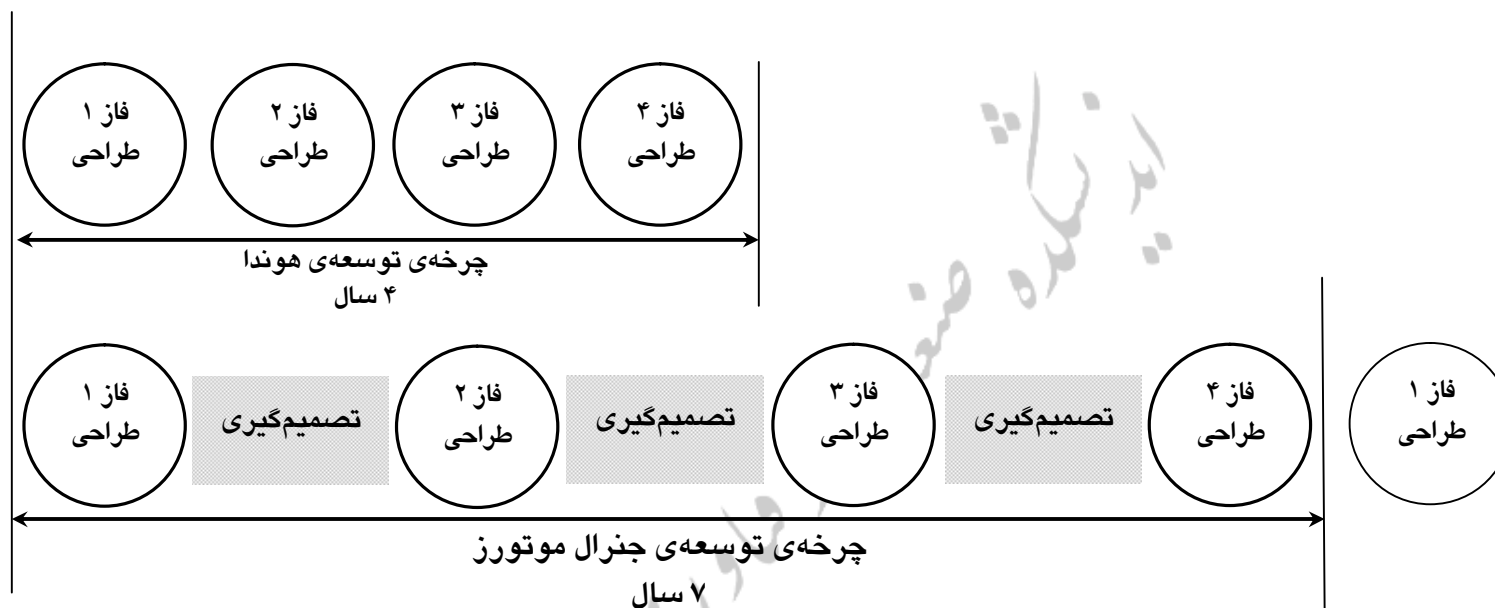 فاز ۱
طراحی
فاز ۲
طراحی
فاز ۳
طراحی
فاز ۴
طراحی
چرخه‌ی توسعه‌ی هوندا
۴ سال
فاز ۱
طراحی
تصمیم‌گیری
فاز ۲
طراحی
تصمیم‌گیری
فاز ۳
طراحی
تصمیم‌گیری
فاز ۴
طراحی
فاز ۱
طراحی
چرخه‌ی توسعه‌ی جنرال موتورز
۷ سال